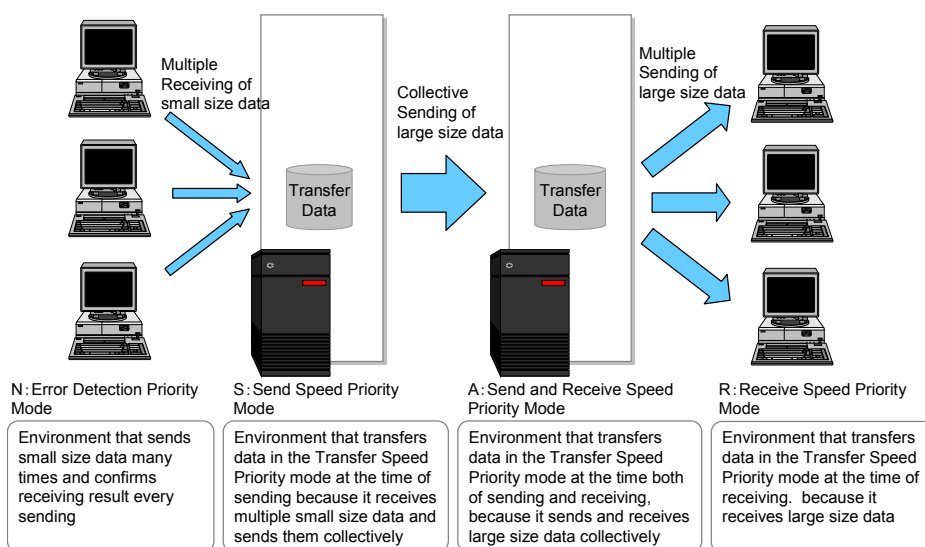 Multiple
Receiving of
small size data
Transfer
Data
Collective
Sending of
large size data
Transfer
Data
Multiple
Sending of
large size data
N:Error Detection Priority
Mode
Environment that sends
small size data many
times and confirms
receiving result every
sending
S:Send Speed Priority
Mode
Environment that transfers
data in the Transfer Speed
Priority mode at the time of
sending because it receives
multiple small size data and
sends them collectively
A:Send and Receive Speed
Priority Mode
Environment that transfers
data in the Transfer Speed
Priority mode at the time both
of sending and receiving,
because it sends and receives
large size data collectively
R:Receive Speed Priority
Mode
Environment that transfers
data in the Transfer Speed
Priority mode at the time of
receiving. because it
receives large size data